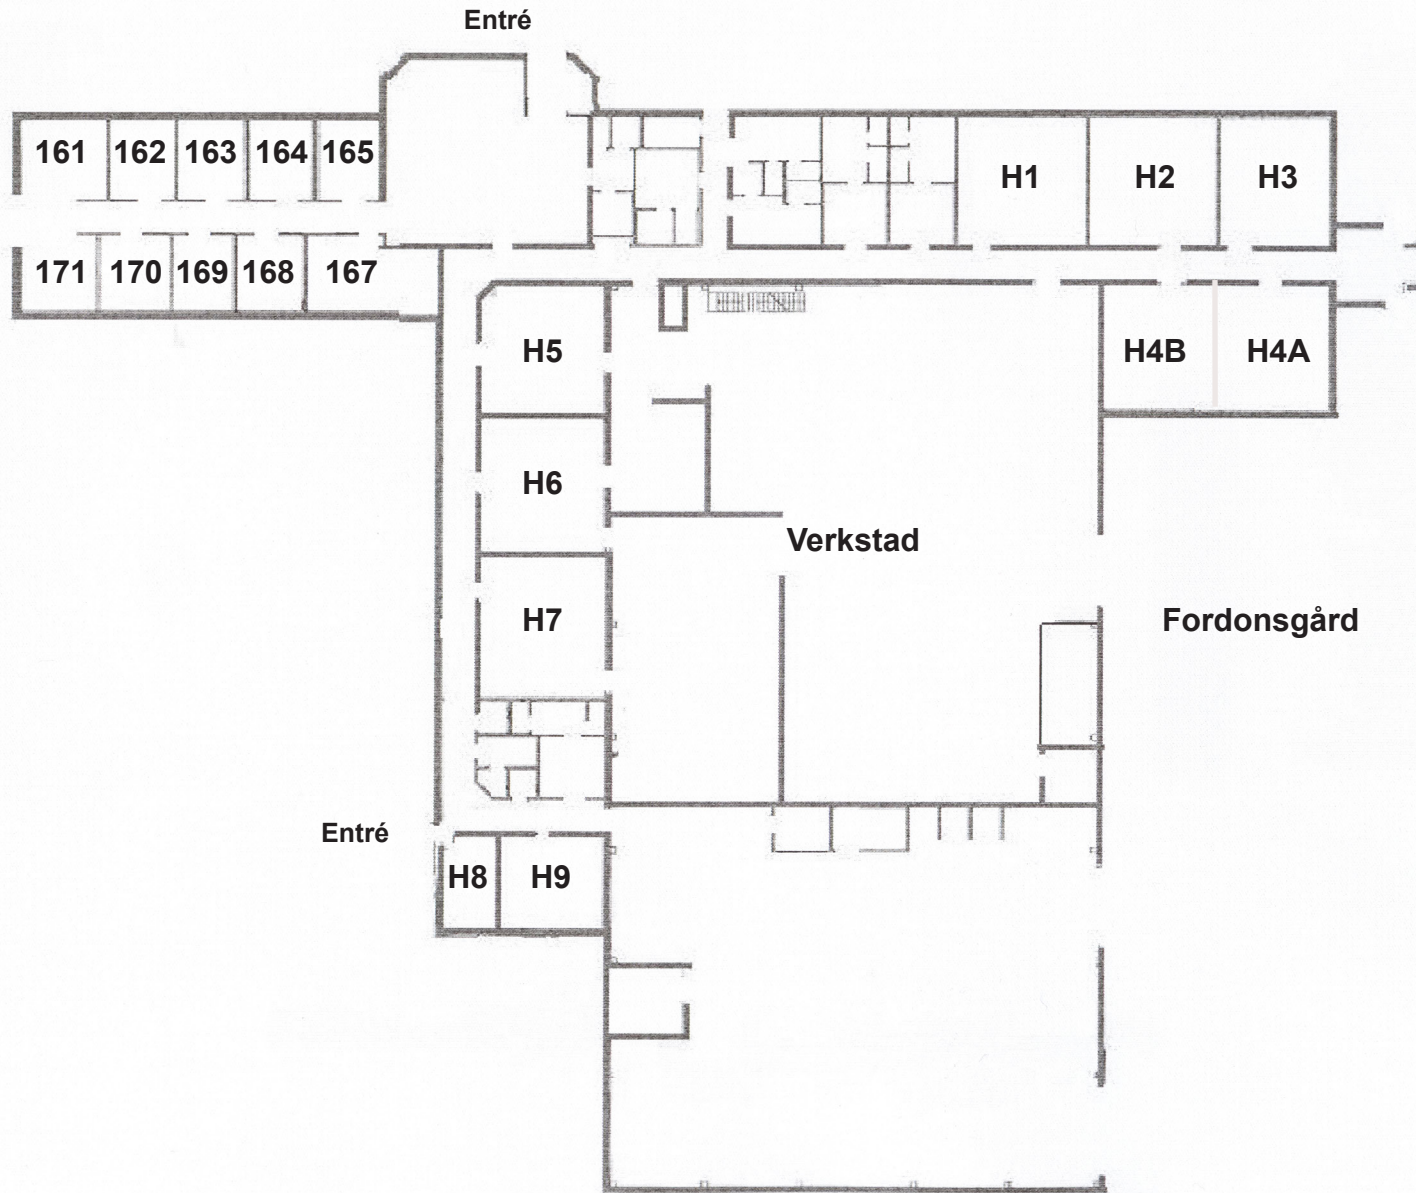 Entré
161 162 163 164 165
H1 H2 H3
171 170 169 168 167
H5
H4B H4A
H6
Verkstad
H7
Fordonsgård
Entré
H8 H9